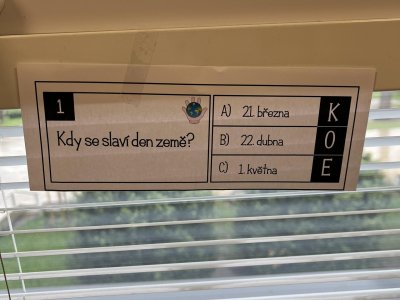 1
Kdy se slaví den země?
A) 21. března K
B) 22. dubna O
C) 1. května E